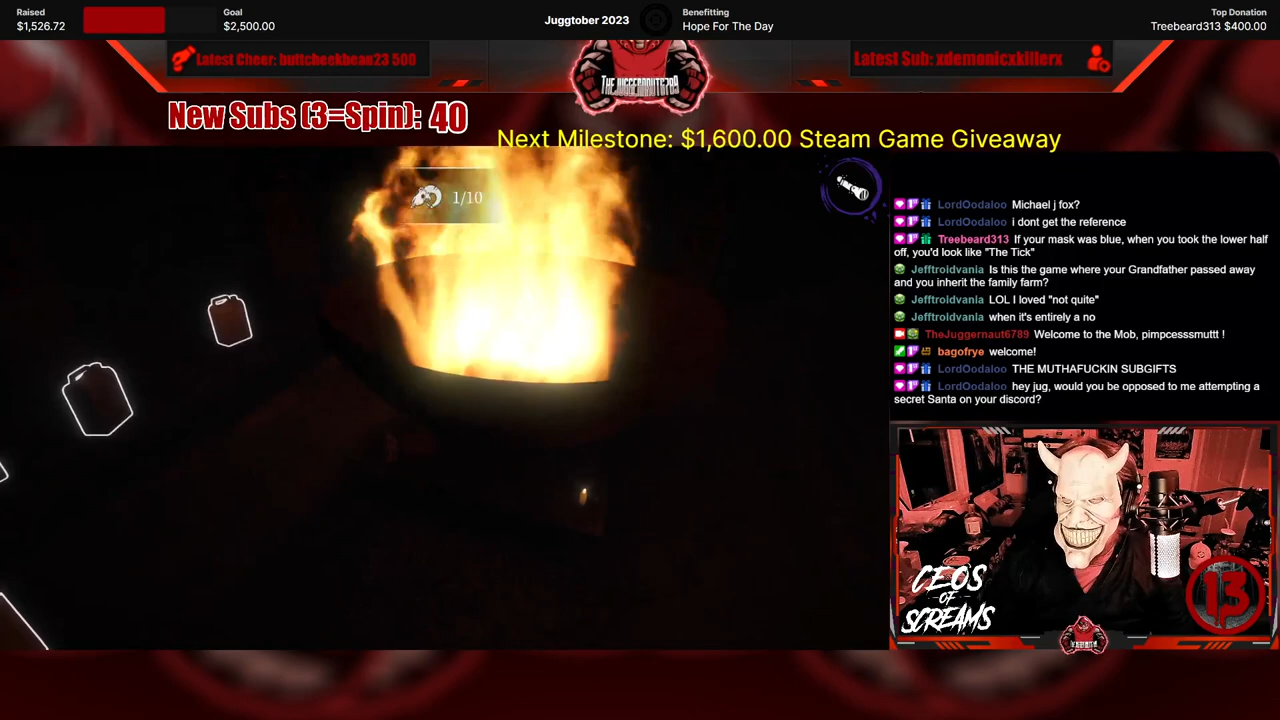 Raised
$1,526.72
Goal
$2,500.00
Juggtober 2023
Benefitting
Hope For The Day
Top Donation
Treebeard313 $400.00
Latest Cheer: buttcheekbeau23 500
THEJUGGERNAUT6789
Latest Sub: xdemonicxkillerx
New Subs (3=Spin): 40
Next Milestone: $1,600.00 Steam Game Giveaway
1/10
LordOodaloo Michael j fox?
LordOodaloo i dont get the reference
Treebeard313 If your mask was blue, when you took the lower half
off, you'd look like "The Tick"
Jefftroidvania Is this the game where your Grandfather passed away
and you inherit the family farm?
Jefftroidvania LOL I loved "not quite"
Jefftroidvania when it's entirely a no
TheJuggernaut6789 Welcome to the Mob, pimpcesssmuttt !
bagofrye welcome!
LordOodaloo THE MUTHAFUCKIN SUBGIFTS
LordOodaloo hey jug, would you be opposed to me attempting a
secret Santa on your discord?
CEOS
OF
SCREAMS
13